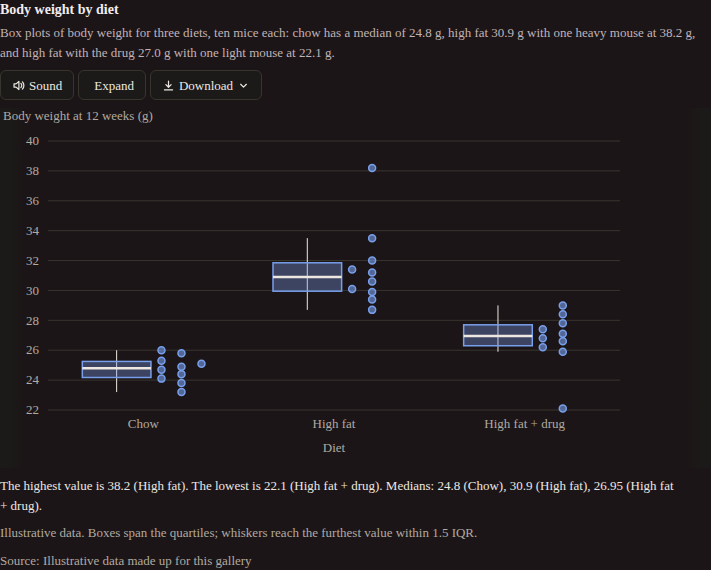 Body weight by diet
Box plots of body weight for three diets, ten mice each: chow has a median of 24.8 g, high fat 30.9 g with one heavy mouse at 38.2 g,
and high fat with the drug 27.0 g with one light mouse at 22.1 g.
Sound Expand Download
Body weight at 12 weeks (g)
40
38
36
34
32
30
28
26
24
22
Chow High fat High fat + drug
Diet
The highest value is 38.2 (High fat). The lowest is 22.1 (High fat + drug). Medians: 24.8 (Chow), 30.9 (High fat), 26.95 (High fat
+ drug).
Illustrative data. Boxes span the quartiles; whiskers reach the furthest value within 1.5 IQR.
Source: Illustrative data made up for this gallery